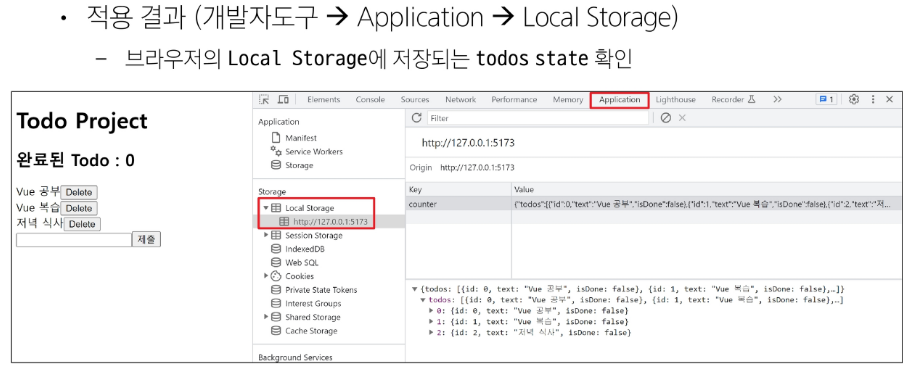 • 적용 결과 (개발자도구 → Application → Local Storage)
– 브라우저의 Local Storage에 저장되는 todos state 확인
Todo Project
완료된 Todo : 0
Vue 공부 Delete
Vue 복습 Delete
저녁 식사 Delete
제출
Elements Console Sources Network Performance Memory Application Lighthouse Recorder 1
Application
Manifest
Service Workers
Storage
Storage
Local Storage
http://127.0.0.1:5173
Session Storage
IndexedDB
Web SQL
Cookies
Private State Tokens
Interest Groups
Shared Storage
Cache Storage
Background Services
Filter
http://127.0.0.1:5173
Origin http://127.0.0.1:5173
Key Value
counter {"todos":[{"id":0,"text":"Vue 공부","isDone":false},{"id":1,"text":"Vue 복습","isDone":false},{"id":2,"text":"저...
▼ {todos: [{id: 0, text: "Vue 공부", isDone: false}, {id: 1, text: "Vue 복습", isDone: false},…]}
▼ todos: [{id: 0, text: "Vue 공부", isDone: false}, {id: 1, text: "Vue 복습", isDone: false},…]
▶ 0: {id: 0, text: "Vue 공부", isDone: false}
▶ 1: {id: 1, text: "Vue 복습", isDone: false}
▶ 2: {id: 2, text: "저녁 식사", isDone: false}